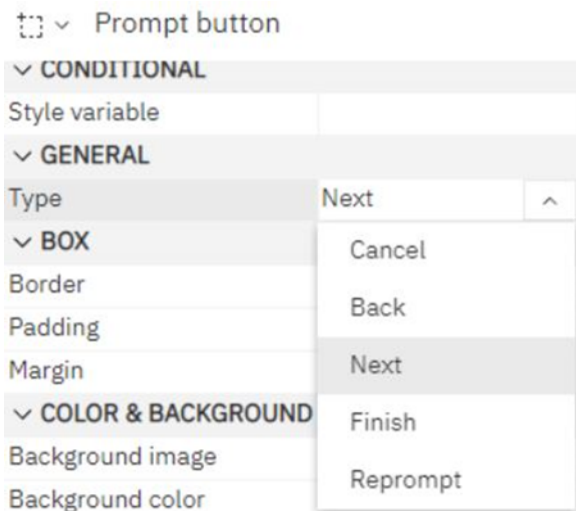 Prompt button
CONDITIONAL
Style variable
GENERAL
Type Next
BOX
Cancel
Border
Back
Padding
Margin
Next
COLOR & BACKGROUND
Finish
Background image
Reprompt
Background color